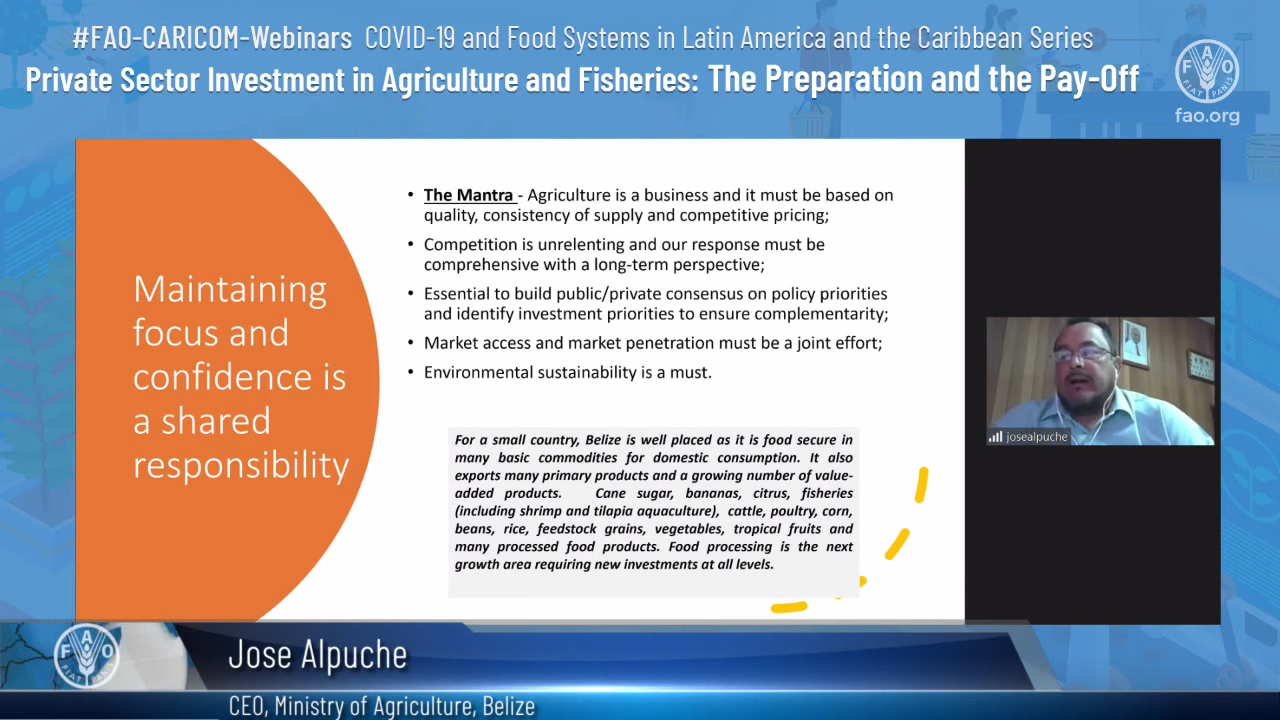 #FAO-CARICOM-Webinars COVID-19 and Food Systems in Latin America and the Caribbean Series
Private Sector Investment in Agriculture and Fisheries: The Preparation and the Pay-Off
F A O
FIAT PANIS
fao.org
Maintaining
focus and
confidence is
a shared
responsibility
• The Mantra - Agriculture is a business and it must be based on
quality, consistency of supply and competitive pricing;
• Competition is unrelenting and our response must be
comprehensive with a long-term perspective;
• Essential to build public/private consensus on policy priorities
and identify investment priorities to ensure complementarity;
• Market access and market penetration must be a joint effort;
• Environmental sustainability is a must.
For a small country, Belize is well placed as it is food secure in
many basic commodities for domestic consumption. It also
exports many primary products and a growing number of value-
added products. Cane sugar, bananas, citrus, fisheries
(including shrimp and tilapia aquaculture), cattle, poultry, corn,
beans, rice, feedstock grains, vegetables, tropical fruits and
many processed food products. Food processing is the next
growth area requiring new investments at all levels.
josealpuche
F A O
FIAT PANIS
Jose Alpuche
CEO, Ministry of Agriculture, Belize